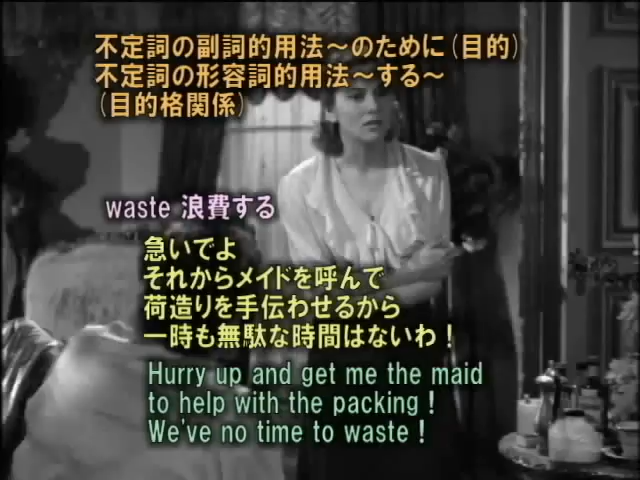 不定詞の副詞的用法～のために(目的)
不定詞の形容詞的用法～する～
(目的格関係)
waste 浪費する
急いでよ
それからメイドを呼んで
荷造りを手伝わせるから
一時も無駄な時間はないわ！
Hurry up and get me the maid
to help with the packing！
We've no time to waste！